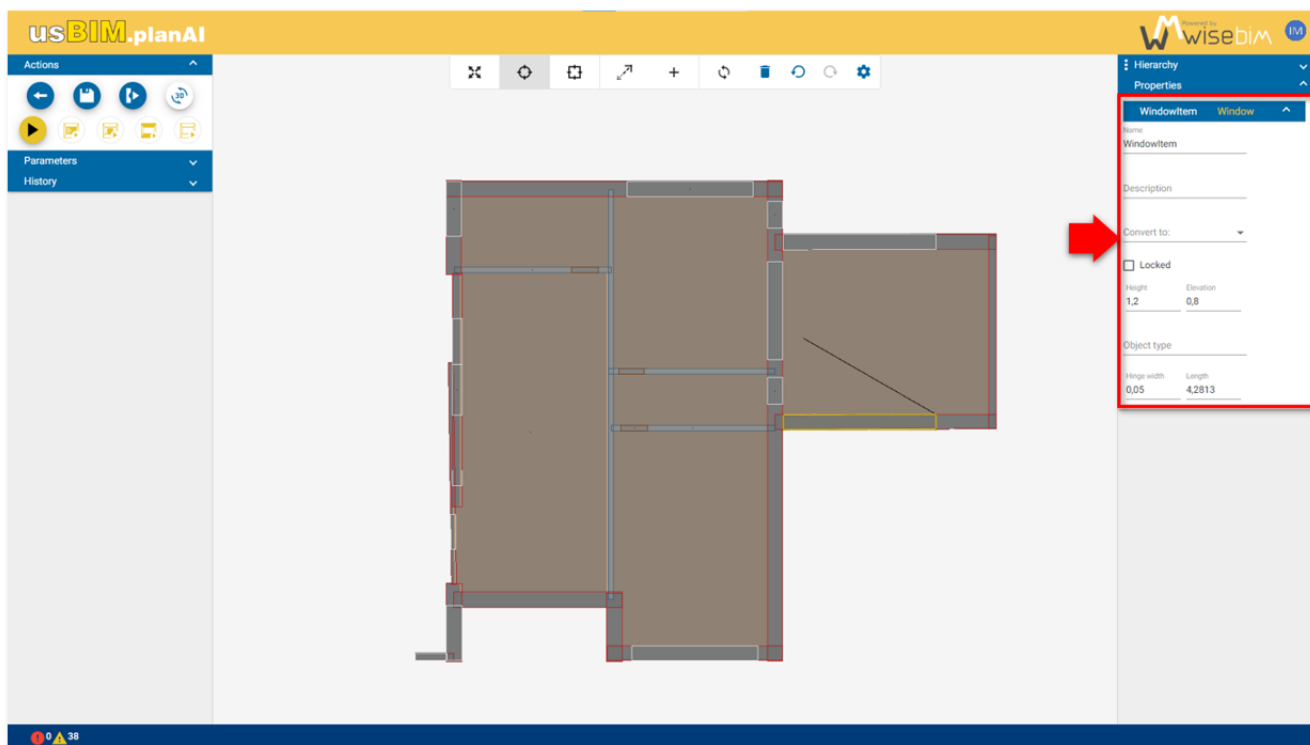 usBIM.planAI
Powered by
wisebim
IM
Actions
3D
Parameters
History
Hierarchy
Properties
WindowItem Window
Name
WindowItem
Description
Convert to:
Locked
Height Elevation
1,2 0,8
Object type
Hinge width Length
0,05 4,2813
0 38